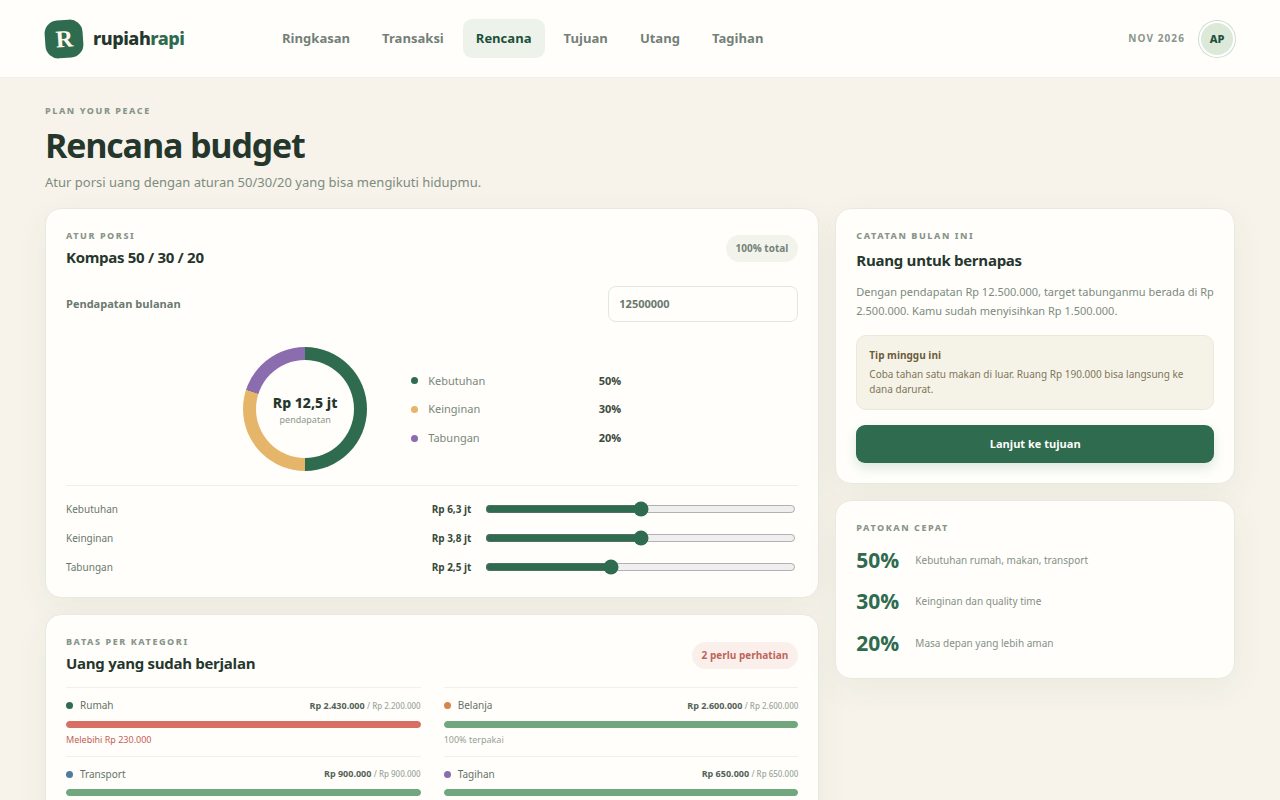 R rupiahrapi
Ringkasan Transaksi Rencana Tujuan Utang Tagihan
NOV 2026 AP
PLAN YOUR PEACE
Rencana budget
Atur porsi uang dengan aturan 50/30/20 yang bisa mengikuti hidupmu.
ATUR PORSI
Kompas 50 / 30 / 20
100% total
Pendapatan bulanan
12500000
Rp 12,5 jt
pendapatan
Kebutuhan 50%
Keinginan 30%
Tabungan 20%
Kebutuhan Rp 6,3 jt
Keinginan Rp 3,8 jt
Tabungan Rp 2,5 jt
BATAS PER KATEGORI
Uang yang sudah berjalan
2 perlu perhatian
Rumah Rp 2.430.000 / Rp 2.200.000
Melebihi Rp 230.000
Belanja Rp 2.600.000 / Rp 2.600.000
100% terpakai
Transport Rp 900.000 / Rp 900.000
Tagihan Rp 650.000 / Rp 650.000
CATATAN BULAN INI
Ruang untuk bernapas
Dengan pendapatan Rp 12.500.000, target tabunganmu berada di Rp
2.500.000. Kamu sudah menyisihkan Rp 1.500.000.
Tip minggu ini
Coba tahan satu makan di luar. Ruang Rp 190.000 bisa langsung ke
dana darurat.
Lanjut ke tujuan
PATOKAN CEPAT
50% Kebutuhan rumah, makan, transport
30% Keinginan dan quality time
20% Masa depan yang lebih aman